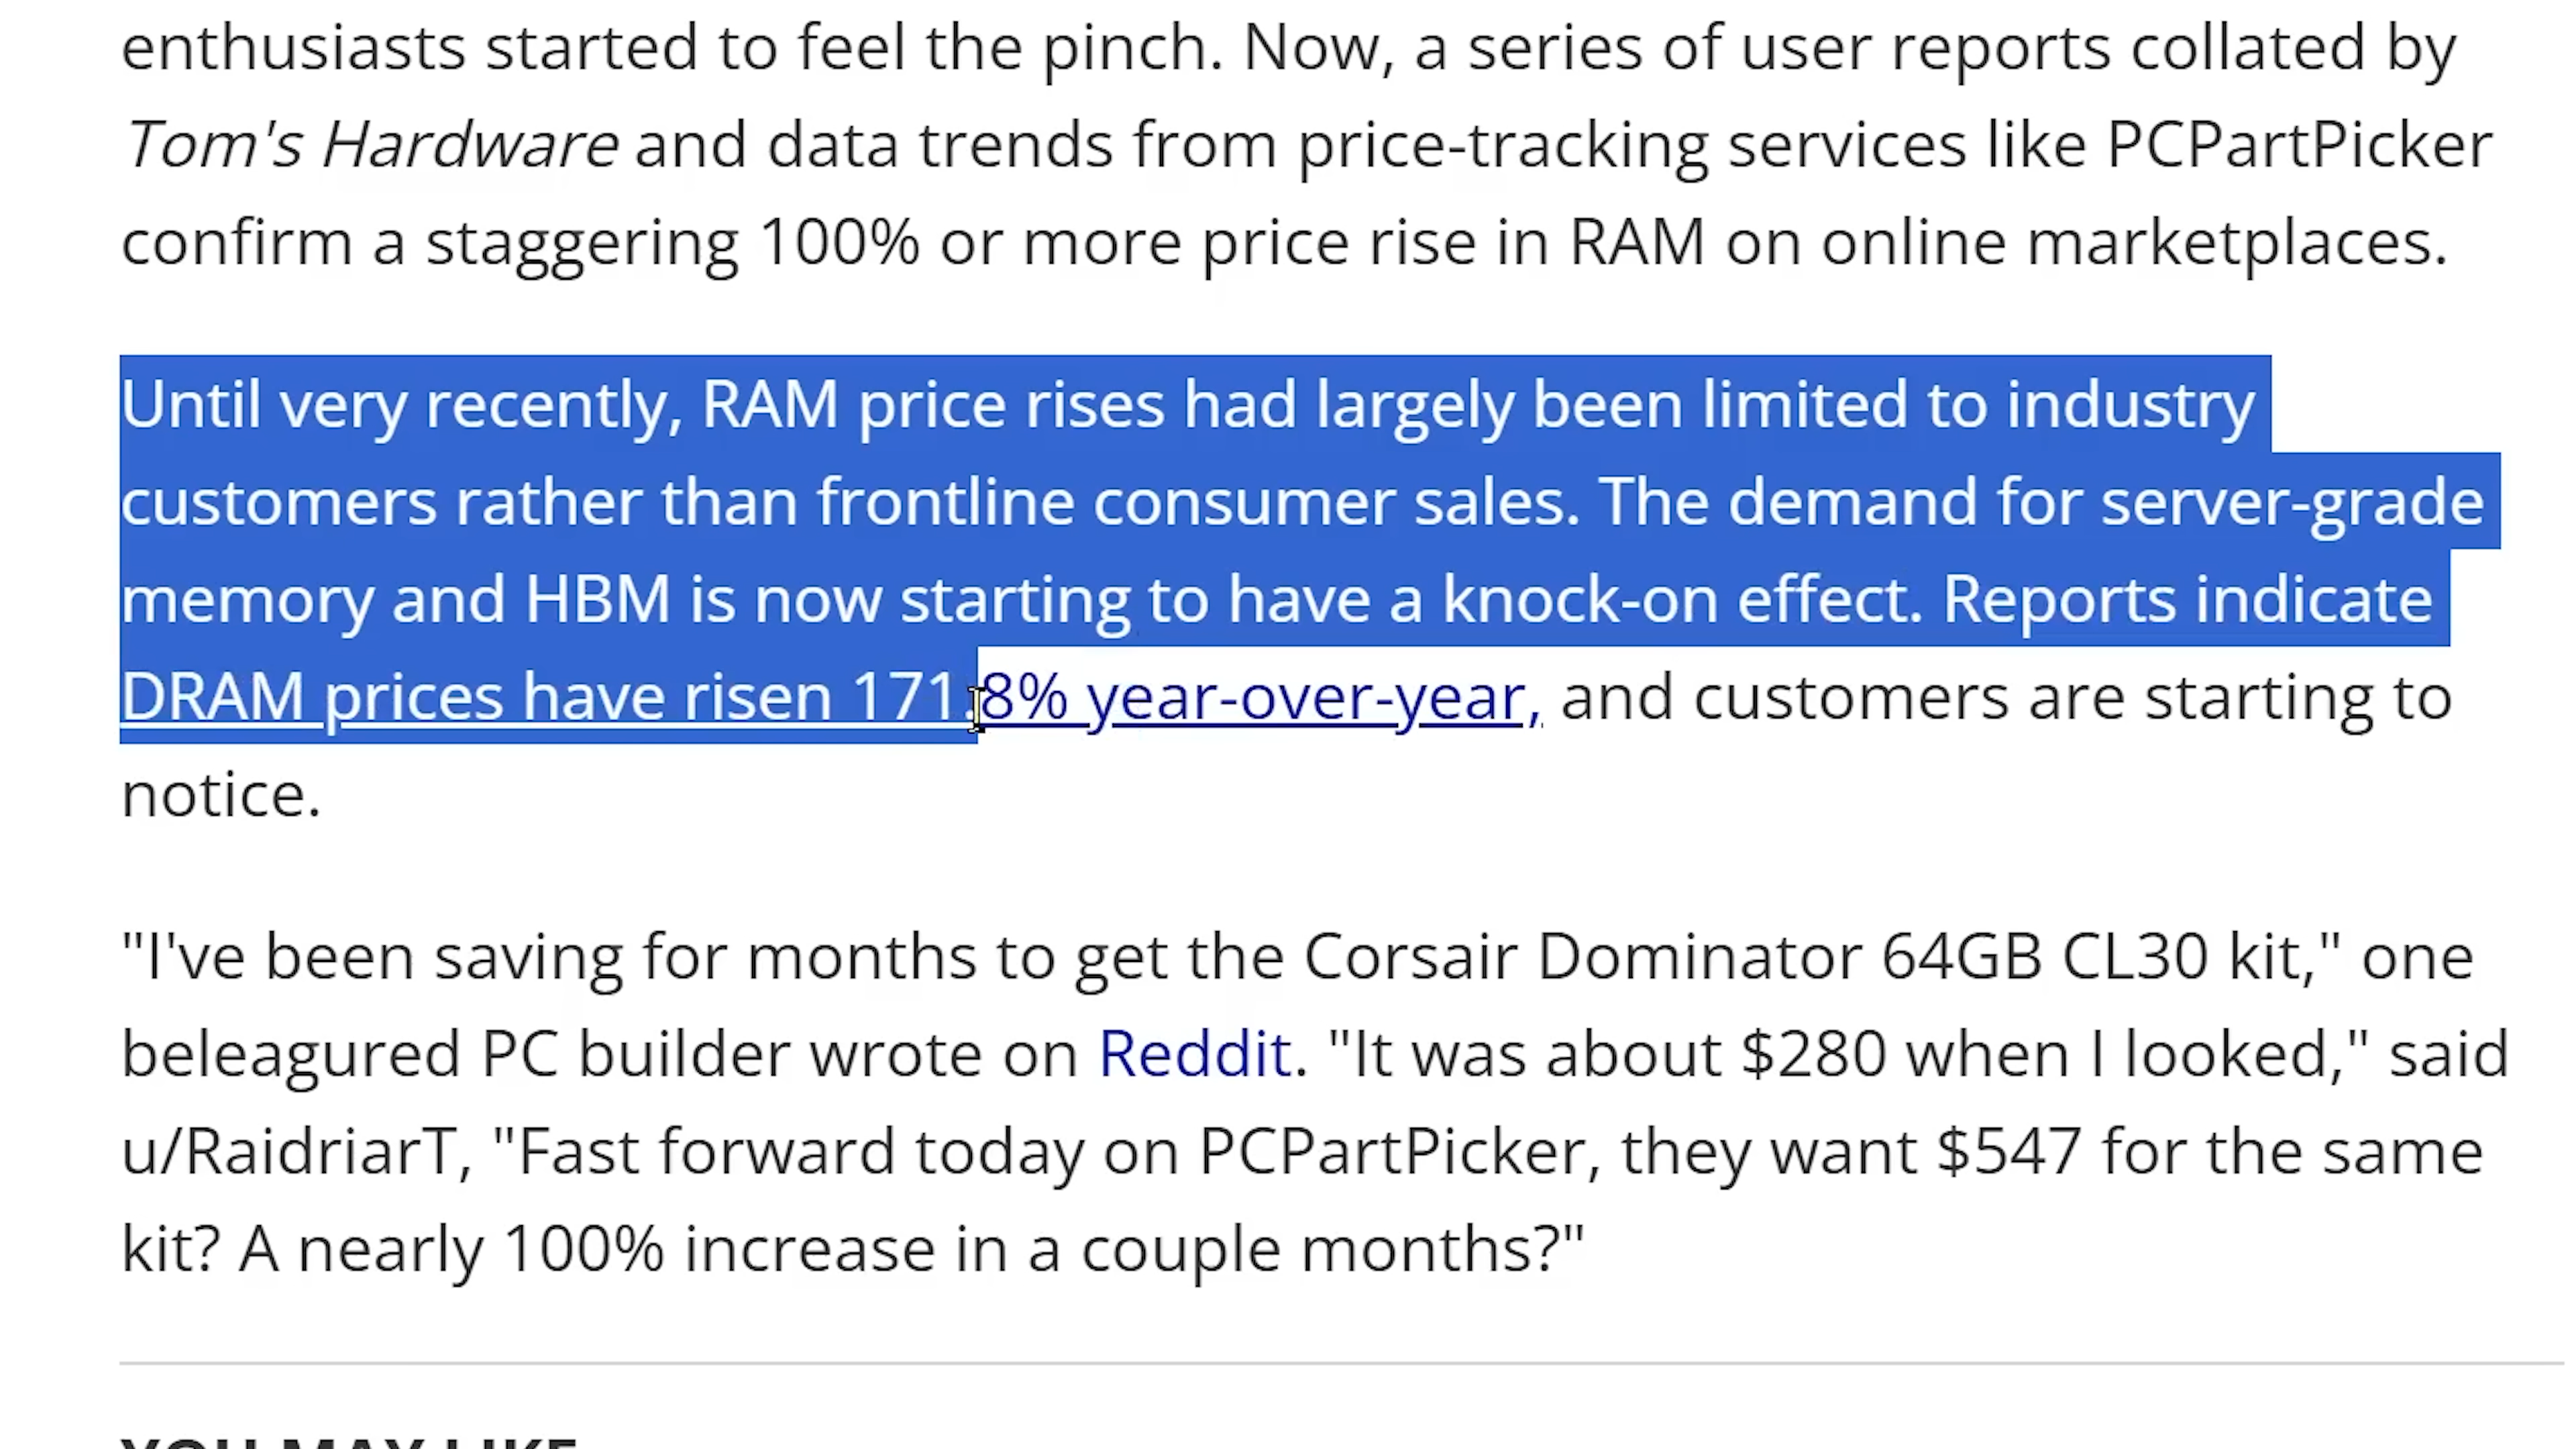 enthusiasts started to feel the pinch. Now, a series of user reports collated by
Tom's Hardware and data trends from price-tracking services like PCPartPicker
confirm a staggering 100% or more price rise in RAM on online marketplaces.
Until very recently, RAM price rises had largely been limited to industry
customers rather than frontline consumer sales. The demand for server-grade
memory and HBM is now starting to have a knock-on effect. Reports indicate
DRAM prices have risen 171.8% year-over-year, and customers are starting to
notice.
"I've been saving for months to get the Corsair Dominator 64GB CL30 kit," one
beleagured PC builder wrote on Reddit. "It was about $280 when I looked," said
u/RaidriarT, "Fast forward today on PCPartPicker, they want $547 for the same
kit? A nearly 100% increase in a couple months?"
YOU MAY LIKE